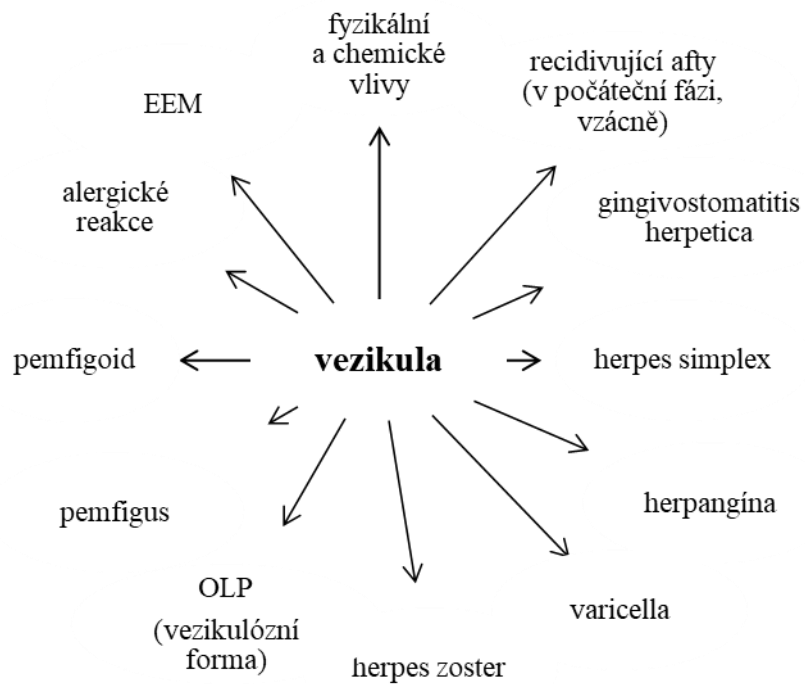 fyzikální
a chemické
vlivy
recidivující afty
(v počáteční fázi,
vzácně)
EEM
alergické
reakce
gingivostomatitis
herpetica
pemfigoid
vezikula
herpes simplex
pemfigus
herpangína
OLP
(vezikulózní
forma)
varicella
herpes zoster